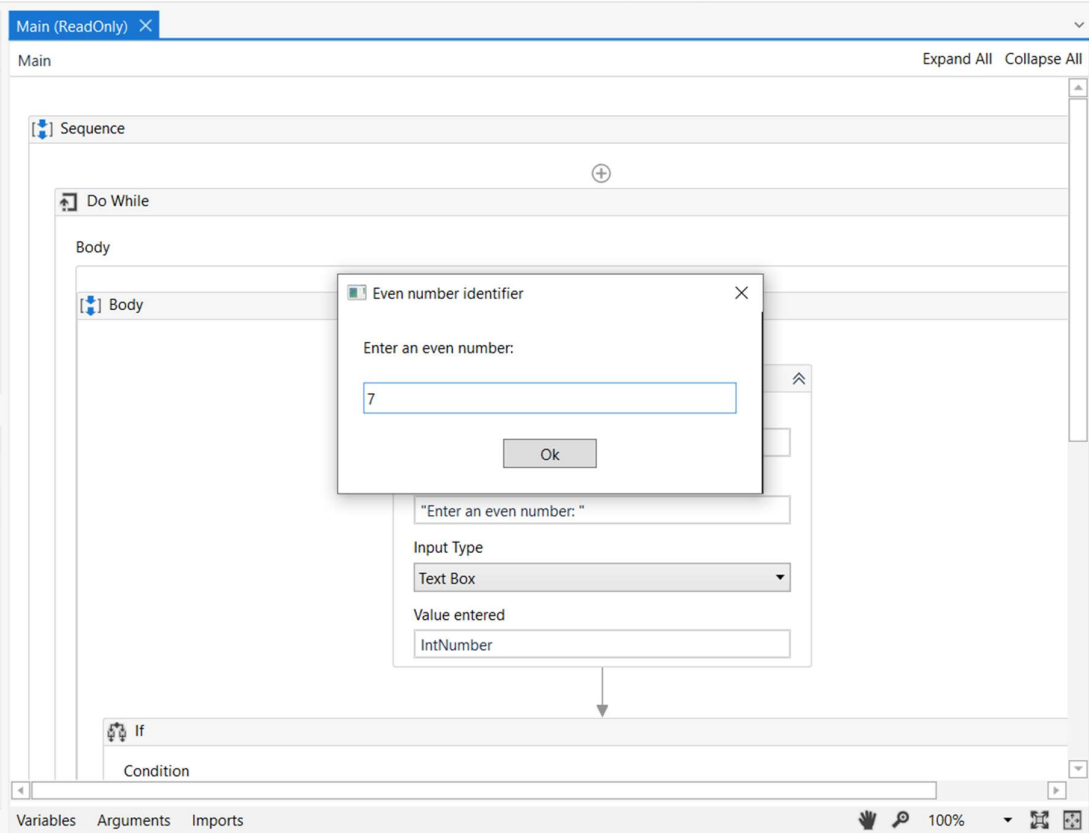 Main (ReadOnly)
Main
Expand All Collapse All
Sequence
Do While
Body
Body
Even number identifier
Enter an even number:
7
Ok
"Enter an even number: "
Input Type
Text Box
Value entered
IntNumber
If
Condition
Variables Arguments Imports 100%